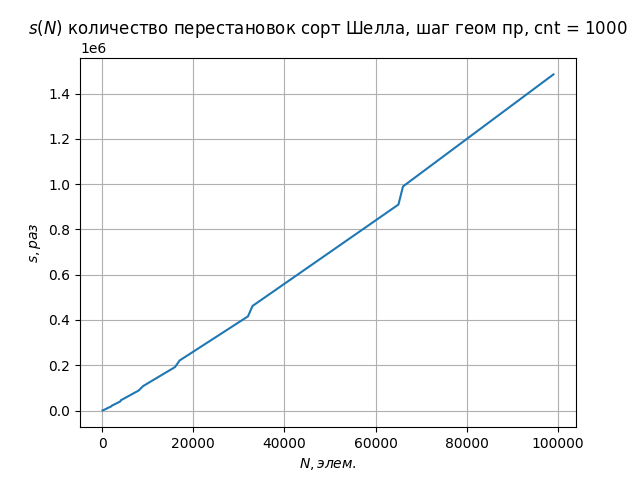 s(N) количество перестановок сорт Шелла, шаг геом пр, cnt = 1000
1e6
1.4
1.2
1.0
0.8
0.6
0.4
0.2
0.0
s, раз
0 20000 40000 60000 80000 100000
N, элем.